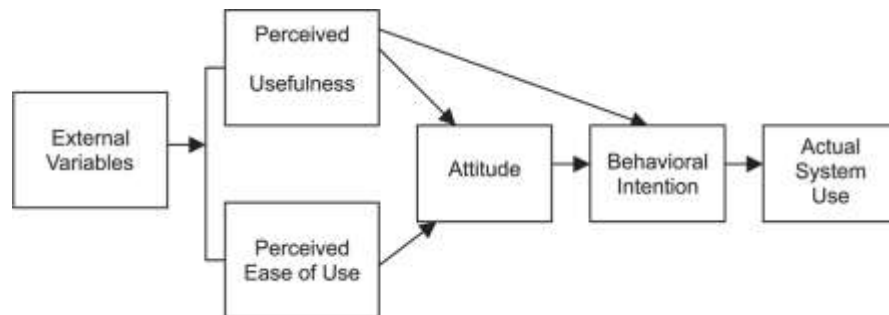 Perceived
Usefulness
External
Variables
Attitude
Behavioral
Intention
Actual
System
Use
Perceived
Ease of Use